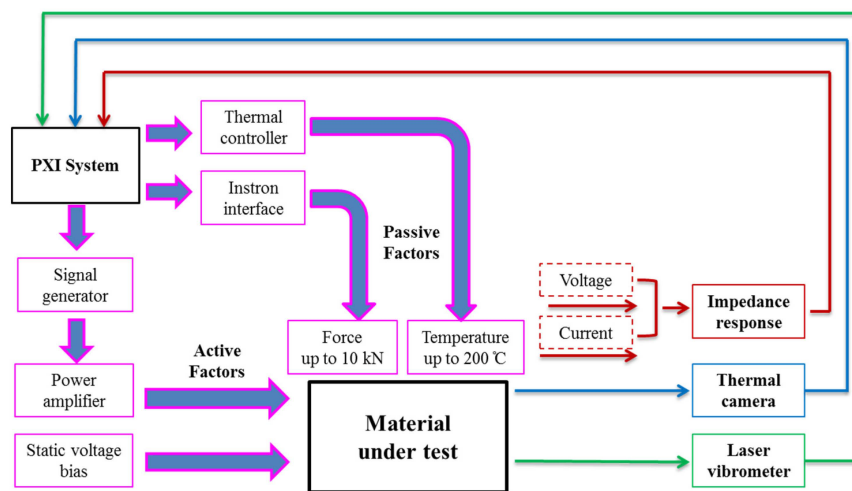 Thermal
controller
PXI System
Instron
interface
Passive
Factors
Signal
generator
Voltage
Impedance
response
Current
Force
up to 10 kN
Temperature
up to 200 ℃
Active
Factors
Power
amplifier
Thermal
camera
Material
under test
Static voltage
bias
Laser
vibrometer